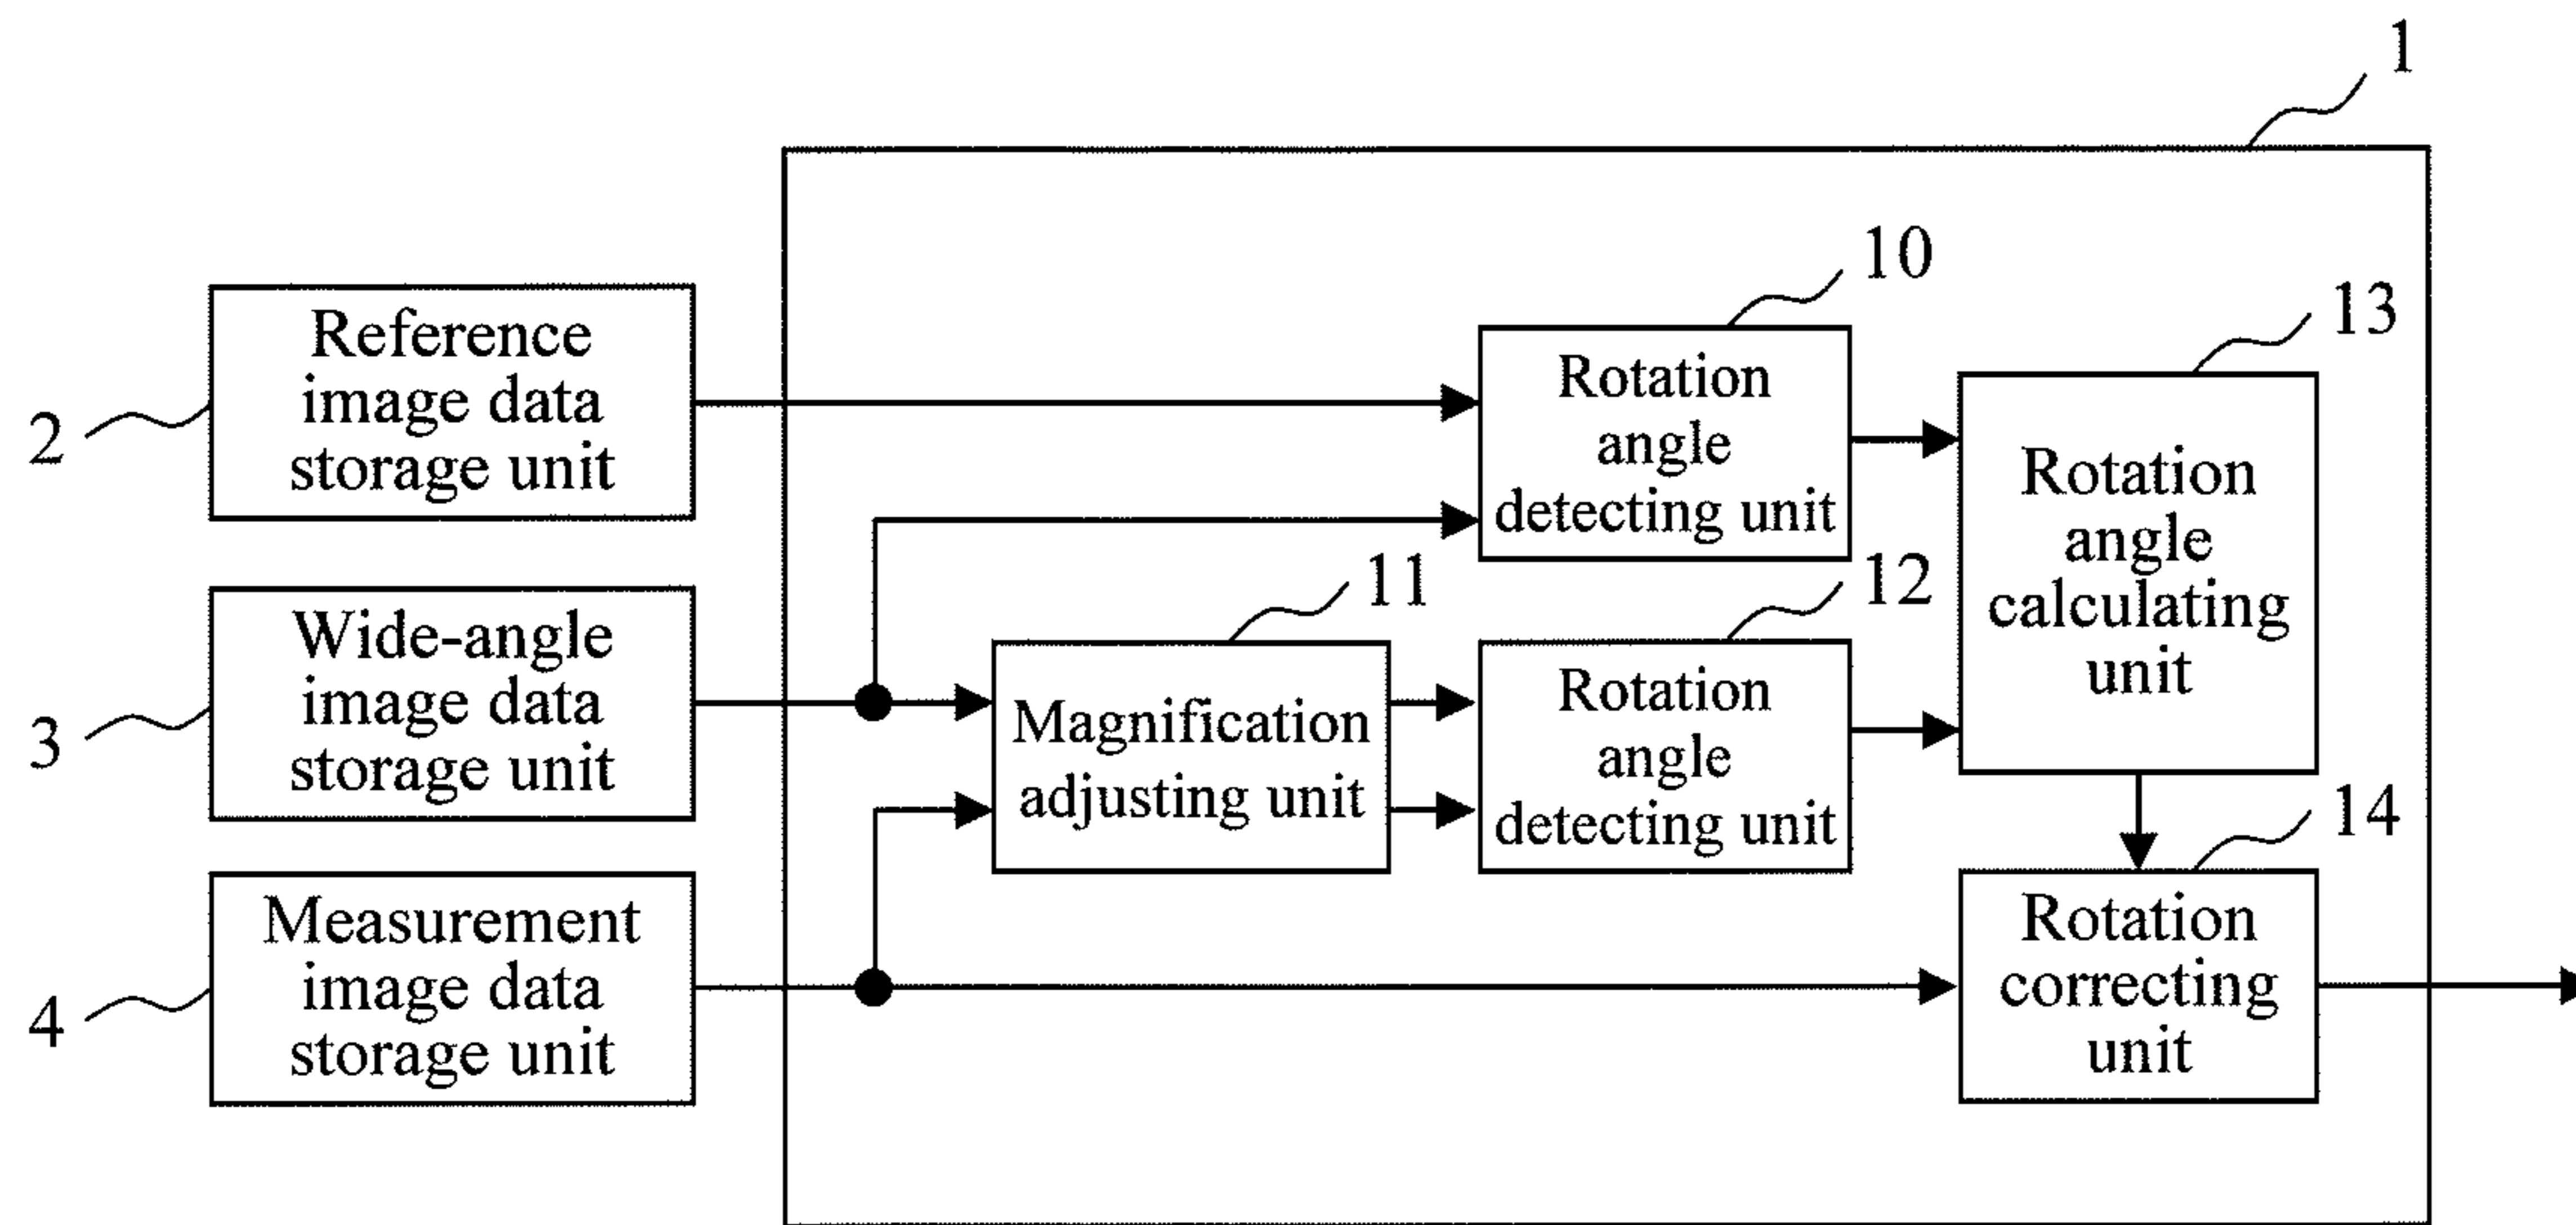 1
10
13
Reference
image data
storage unit
2
Rotation
angle
detecting unit
Rotation
angle
calculating
unit
11
12
Wide-angle
image data
storage unit
3
Magnification
adjusting unit
Rotation
angle
detecting unit
14
Measurement
image data
storage unit
4
Rotation
correcting
unit